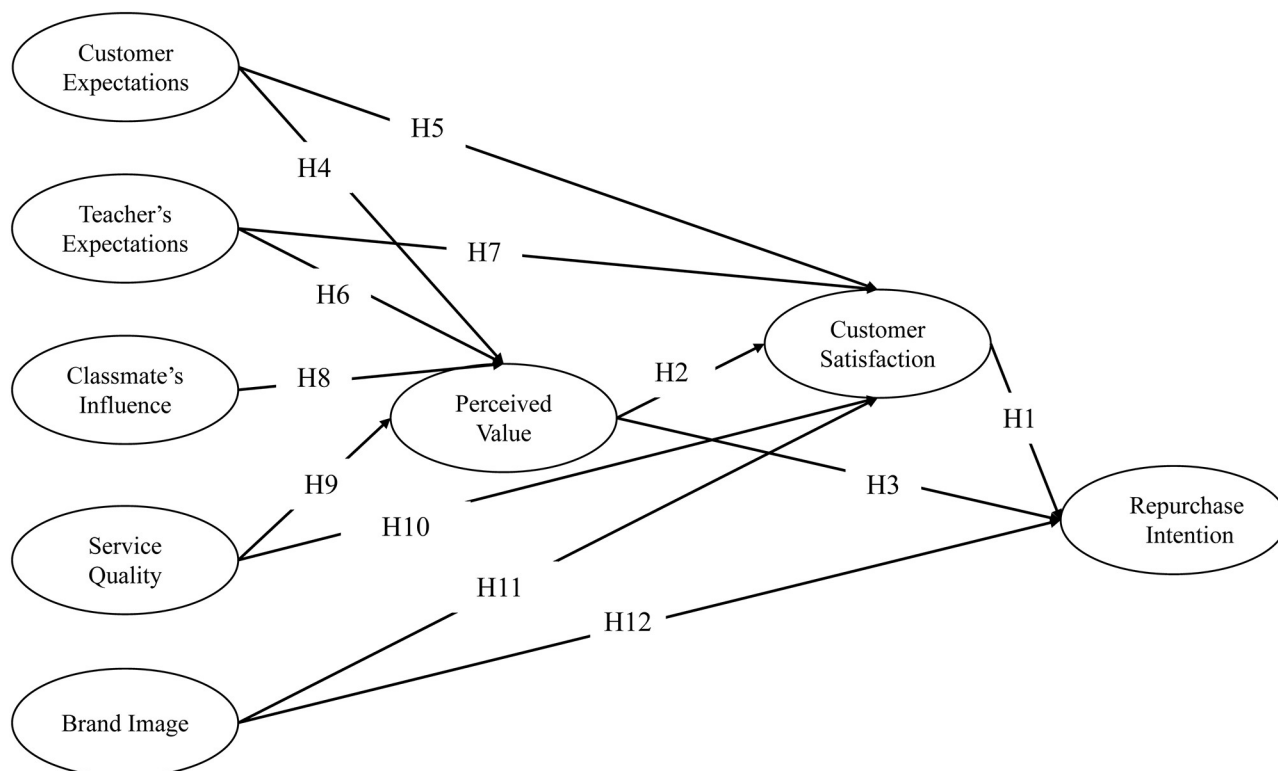 Customer
Expectations
H5
H4
Teacher’s
Expectations
H7
H6
Customer
Satisfaction
H2
Classmate’s
Influence
H8
Perceived
Value
H1
H3
H9
Repurchase
Intention
H10
Service
Quality
H11
H12
Brand Image